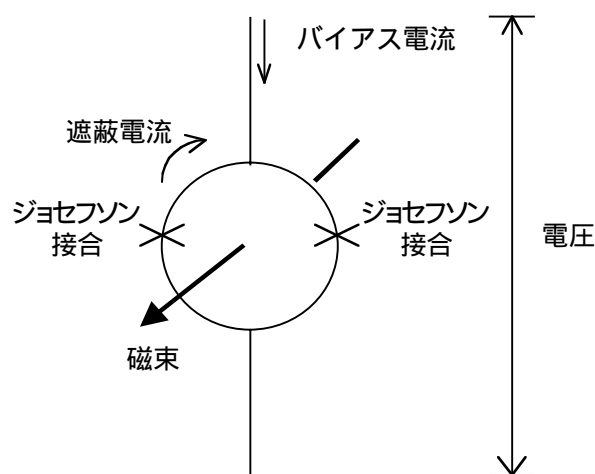 バイアス電流
遮蔽電流
ジョセフソン
接合
ジョセフソン
接合
電圧
磁束